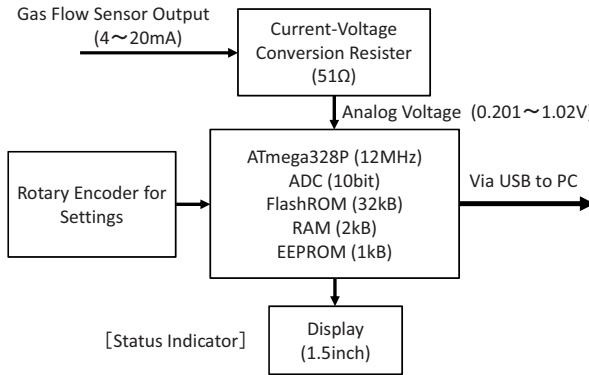 Gas Flow Sensor Output
(4～20mA)
Current-Voltage
Conversion Register
(51Ω)
Analog Voltage (0.201～1.02V)
Rotary Encoder for
Settings
ATmega328P (12MHz)
ADC (10bit)
FlashROM (32kB)
RAM (2kB)
EEPROM (1kB)
Via USB to PC
［Status Indicator］
Display
(1.5inch)